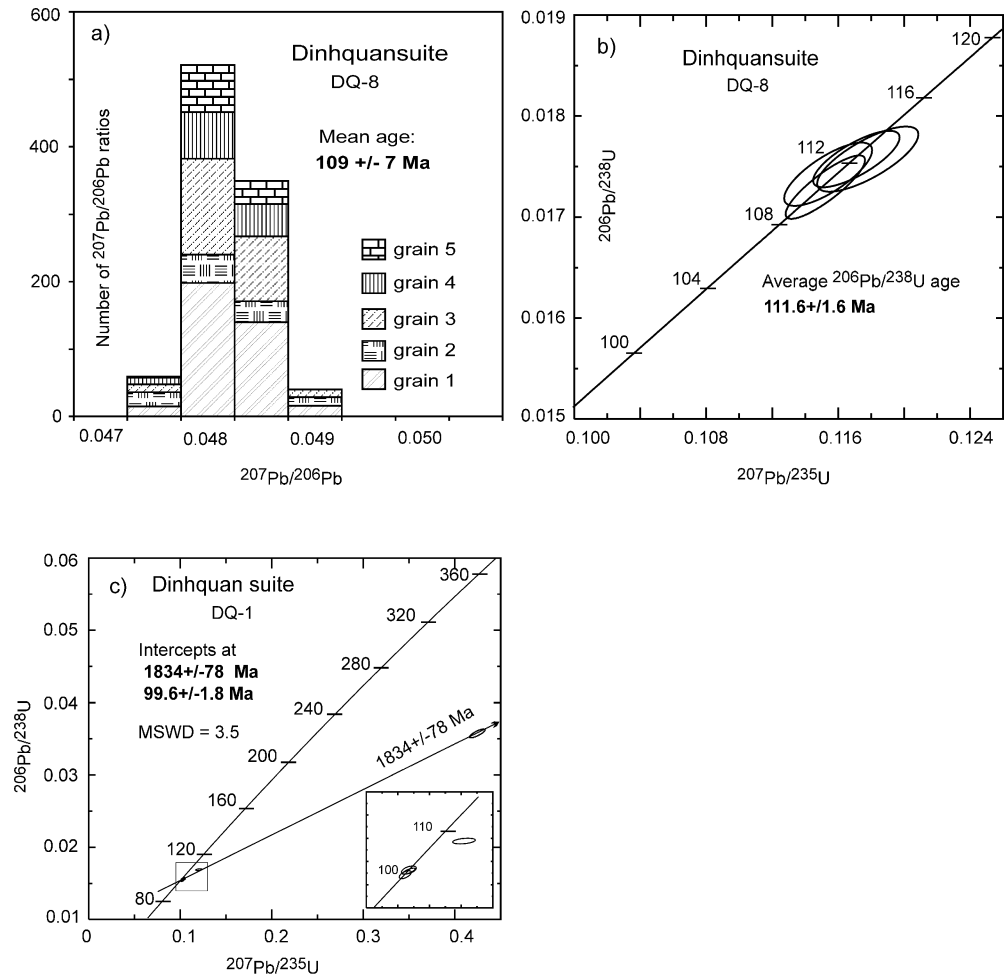 a)
Dinhquansuite
DQ-8
Mean age:
109 +/- 7 Ma
Number of 207Pb/206Pb ratios
600
400
200
0
grain 5
grain 4
grain 3
grain 2
grain 1
0.047 0.048 0.049 0.050
207Pb/206Pb
b)
Dinhquansuite
DQ-8
206Pb/238U
0.019
0.018
0.017
0.016
0.015
120
116
112
108
104
100
Average 206Pb/238U age
111.6+/1.6 Ma
0.100 0.108 0.116 0.124
207Pb/235U
c)
Dinhquan suite
DQ-1
Intercepts at
1834+/-78 Ma
99.6+/-1.8 Ma
MSWD = 3.5
206Pb/238U
0.06
0.05
0.04
0.03
0.02
0.01
360
320
280
240
200
160
120
80
1834+/-78 Ma
110
100
0 0.1 0.2 0.3 0.4
207Pb/235U